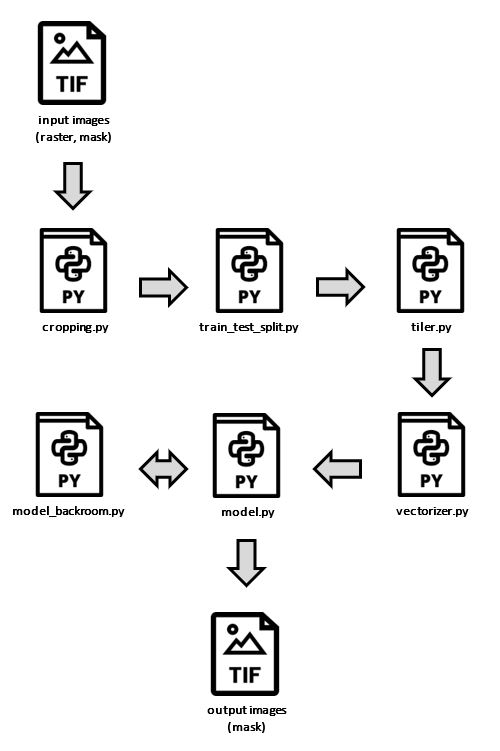 TIF
input images
(raster, mask)
PY
PY
PY
cropping.py
train_test_split.py
tiler.py
PY
PY
PY
model_backroom.py
model.py
vectorizer.py
TIF
output images
(mask)